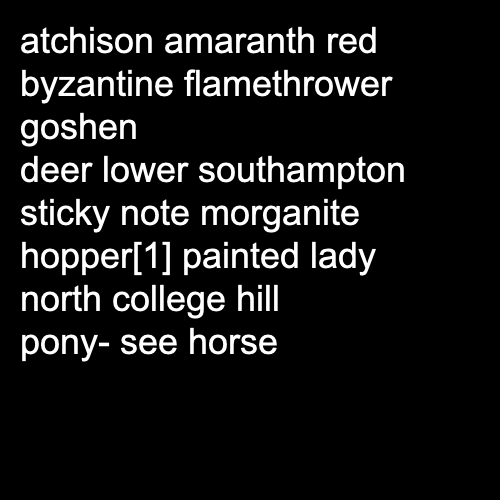 atchison amaranth red
byzantine flamethrower
goshen
deer lower southampton
sticky note morganite
hopper[1] painted lady
north college hill
pony- see horse